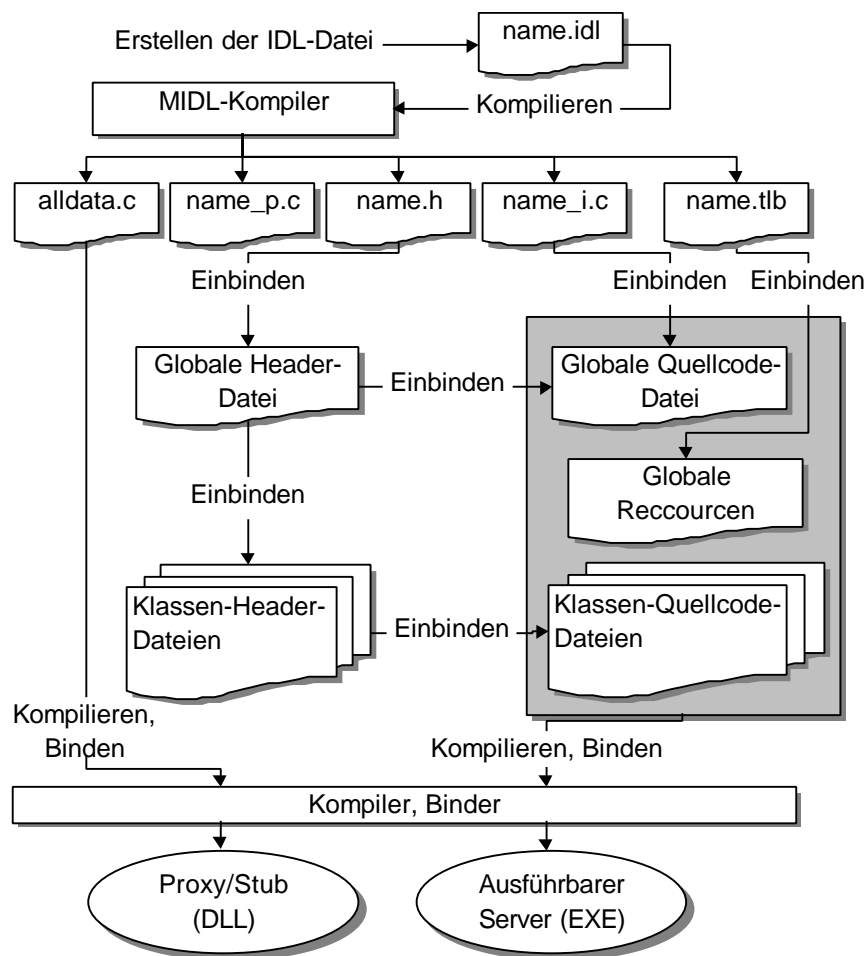 Erstellen der IDL-Datei
name.idl
MIDL-Kompiler
Kompilieren
alldata.c
name_p.c
name.h
name_i.c
name.tlb
Einbinden
Einbinden
Einbinden
Globale Header-
Datei
Einbinden
Globale Quellcode-
Datei
Einbinden
Globale
Reccourcen
Klassen-Header-
Dateien
Einbinden
Klassen-Quellcode-
Dateien
Kompilieren,
Binden
Kompilieren, Binden
Kompiler, Binder
Proxy/Stub
(DLL)
Ausführbarer
Server (EXE)